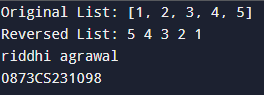 Original List: [1, 2, 3, 4, 5]
Reversed List: 5 4 3 2 1
riddhi agrawal
0873CS231098